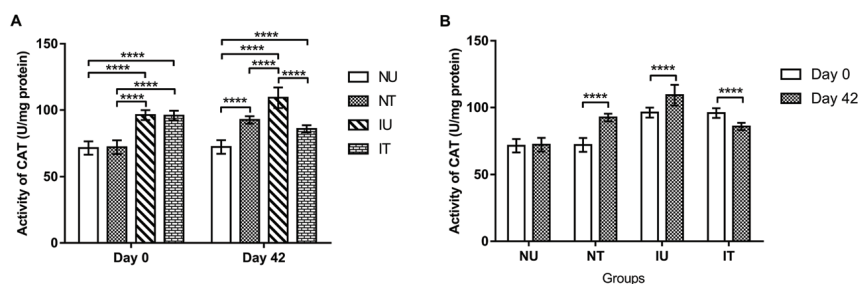 A
Activity of CAT (U/mg protein)
150
100
50
0
****
****
****
****
****
****
****
****
****
****
Day 0
Day 42
NU
NT
IU
IT
B
Activity of CAT (U/mg protein)
150
100
50
0
****
****
****
NU
NT
IU
IT
Groups
Day 0
Day 42